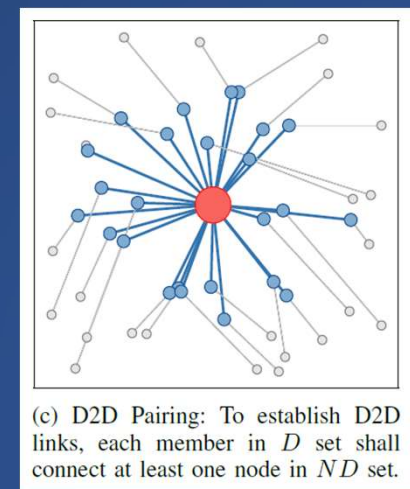 (c) D2D Pairing: To establish D2D
links, each member in D set shall
connect at least one node in ND set.